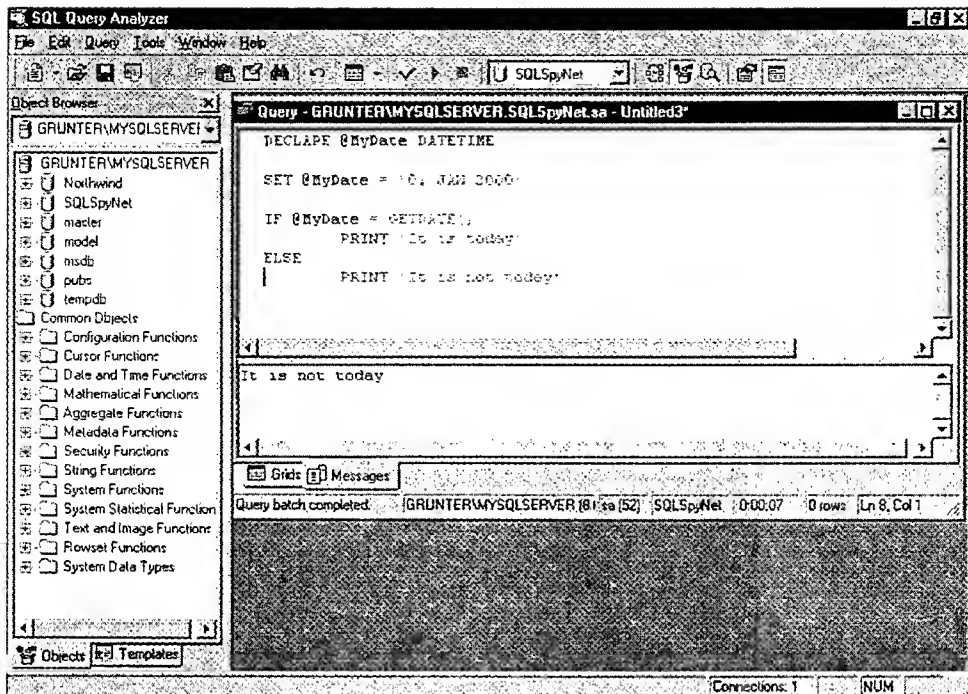 SQL Query Analyzer
File Edit Query Tools Window Help
SQLSpyNet
Object Browser
GRUNTER\MYSQLSERVER
GRUNTER\MYSQLSERVER
Northwind
SQLSpyNet
master
model
msdb
pubs
tempdb
Common Objects
Configuration Functions
Cursor Functions
Date and Time Functions
Mathematical Functions
Aggregate Functions
Metadata Functions
Security Functions
String Functions
System Functions
System Statistical Function
Text and Image Functions
Rowset Functions
System Data Types
Objects Templates
Query - GRUNTER\MYSQLSERVER.SQLSpyNet.sa - Untitled3*
DECLARE @MyDate DATETIME
SET @MyDate = '01 JAN 2000'
IF @MyDate = GETDATE()
PRINT 'It is today'
ELSE
PRINT 'It is not today'
It is not today
Grids Messages
Query batch completed. GRUNTER\MYSQLSERVER (8.0 sa (52) SQLSpyNet 0:00:07 0 rows Ln 8, Col 1
Connections: 1 NUM